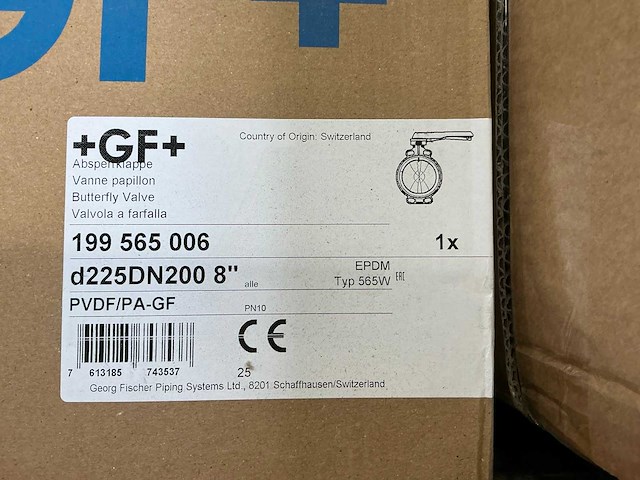 +GF+
+GF+
Country of Origin: Switzerland
Absperrklappe
Vanne papillon
Butterfly Valve
Valvola a farfalla
199 565 006 1x
d225DN200 8" alle EPDM
Typ 565W EAC
PVDF/PA-GF PN10
CE
7 613185 743537 25
Georg Fischer Piping Systems Ltd., 8201 Schaffhausen/Switzerland